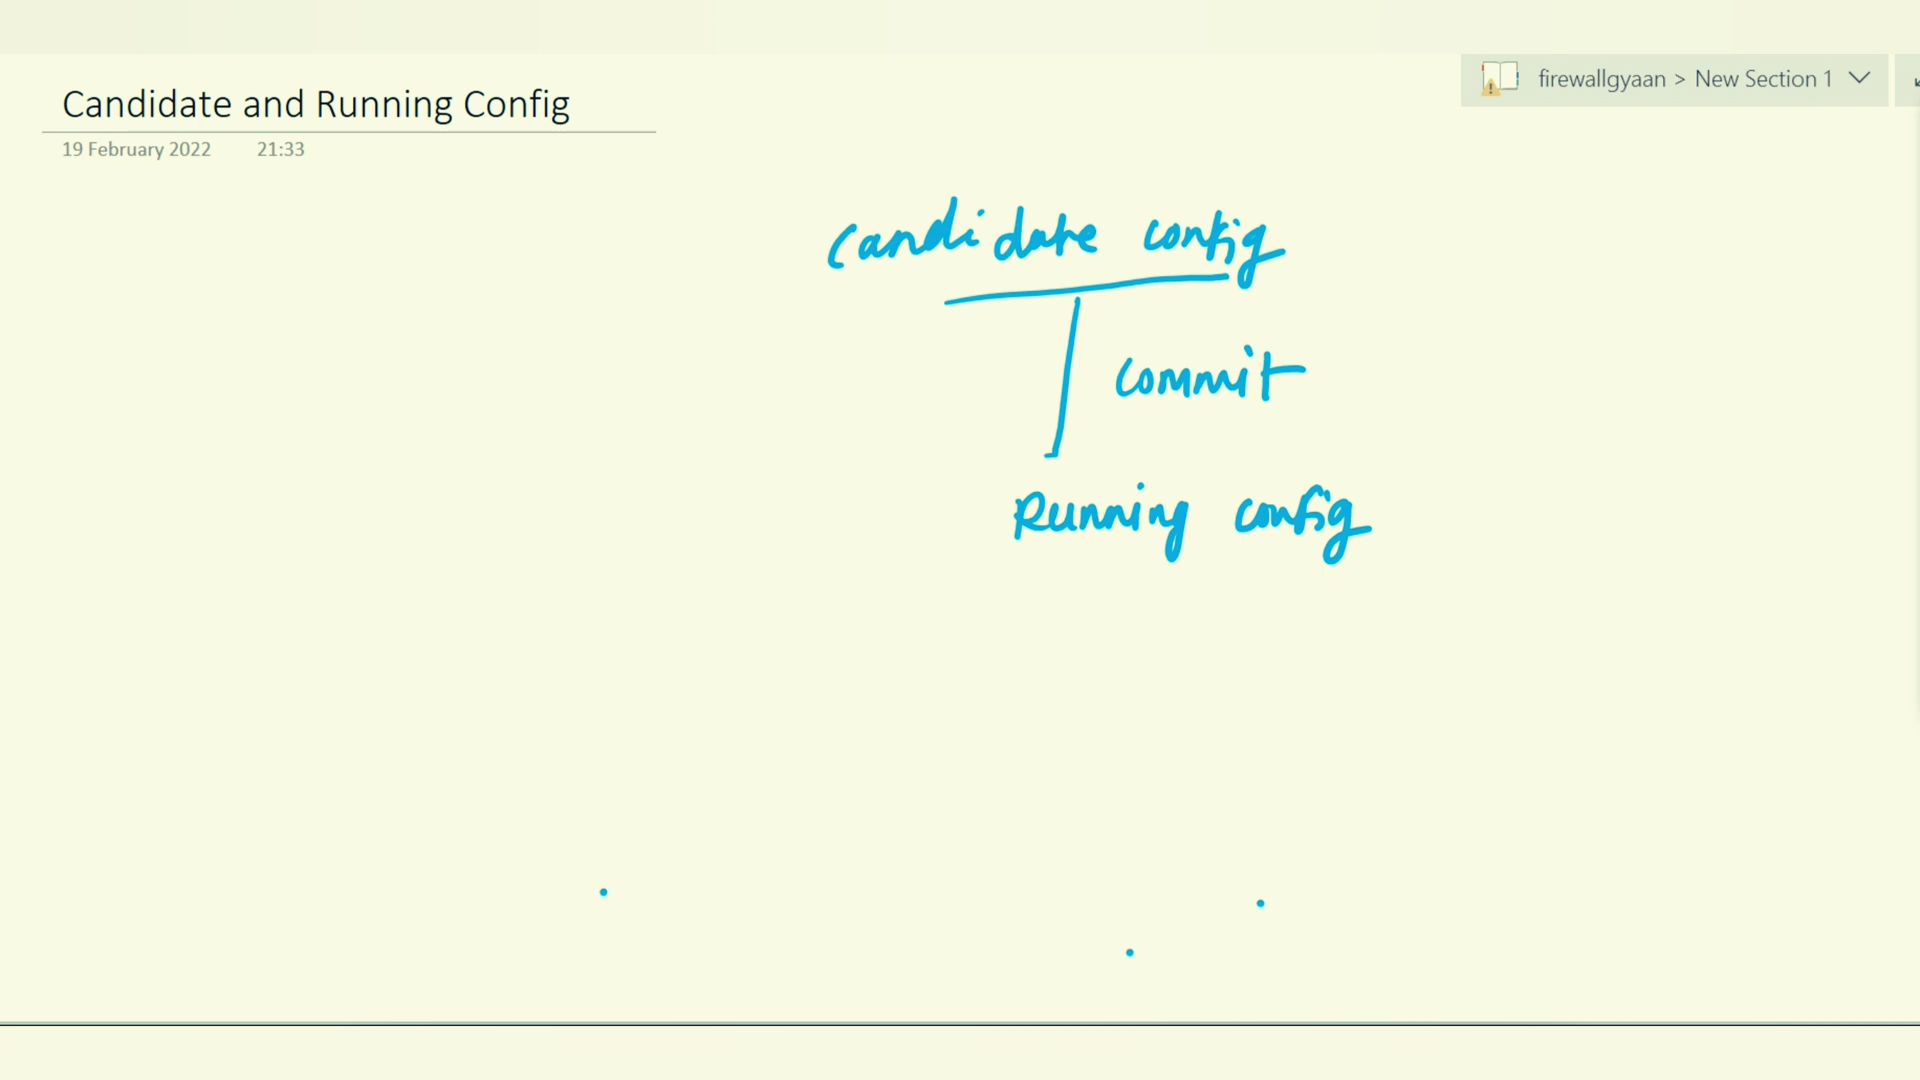 firewallgyaan > New Section 1
Candidate and Running Config
19 February 2022 21:33
Candidate config
Commit
Running config